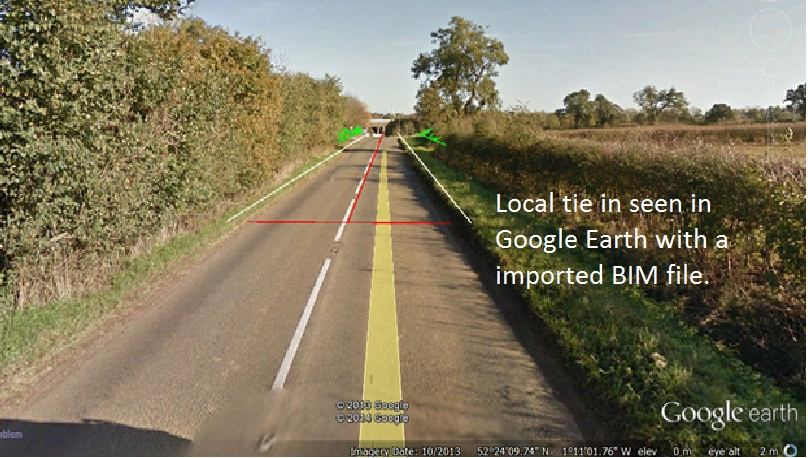 Local tie in seen in
Google Earth with a
imported BIM file.
© 2013 Google
© 2014 Google
Google earth
blem
Imagery Date: 10/2013 52°24'09.74" N 1°11'01.76" W elev 0 m eye alt 2 m